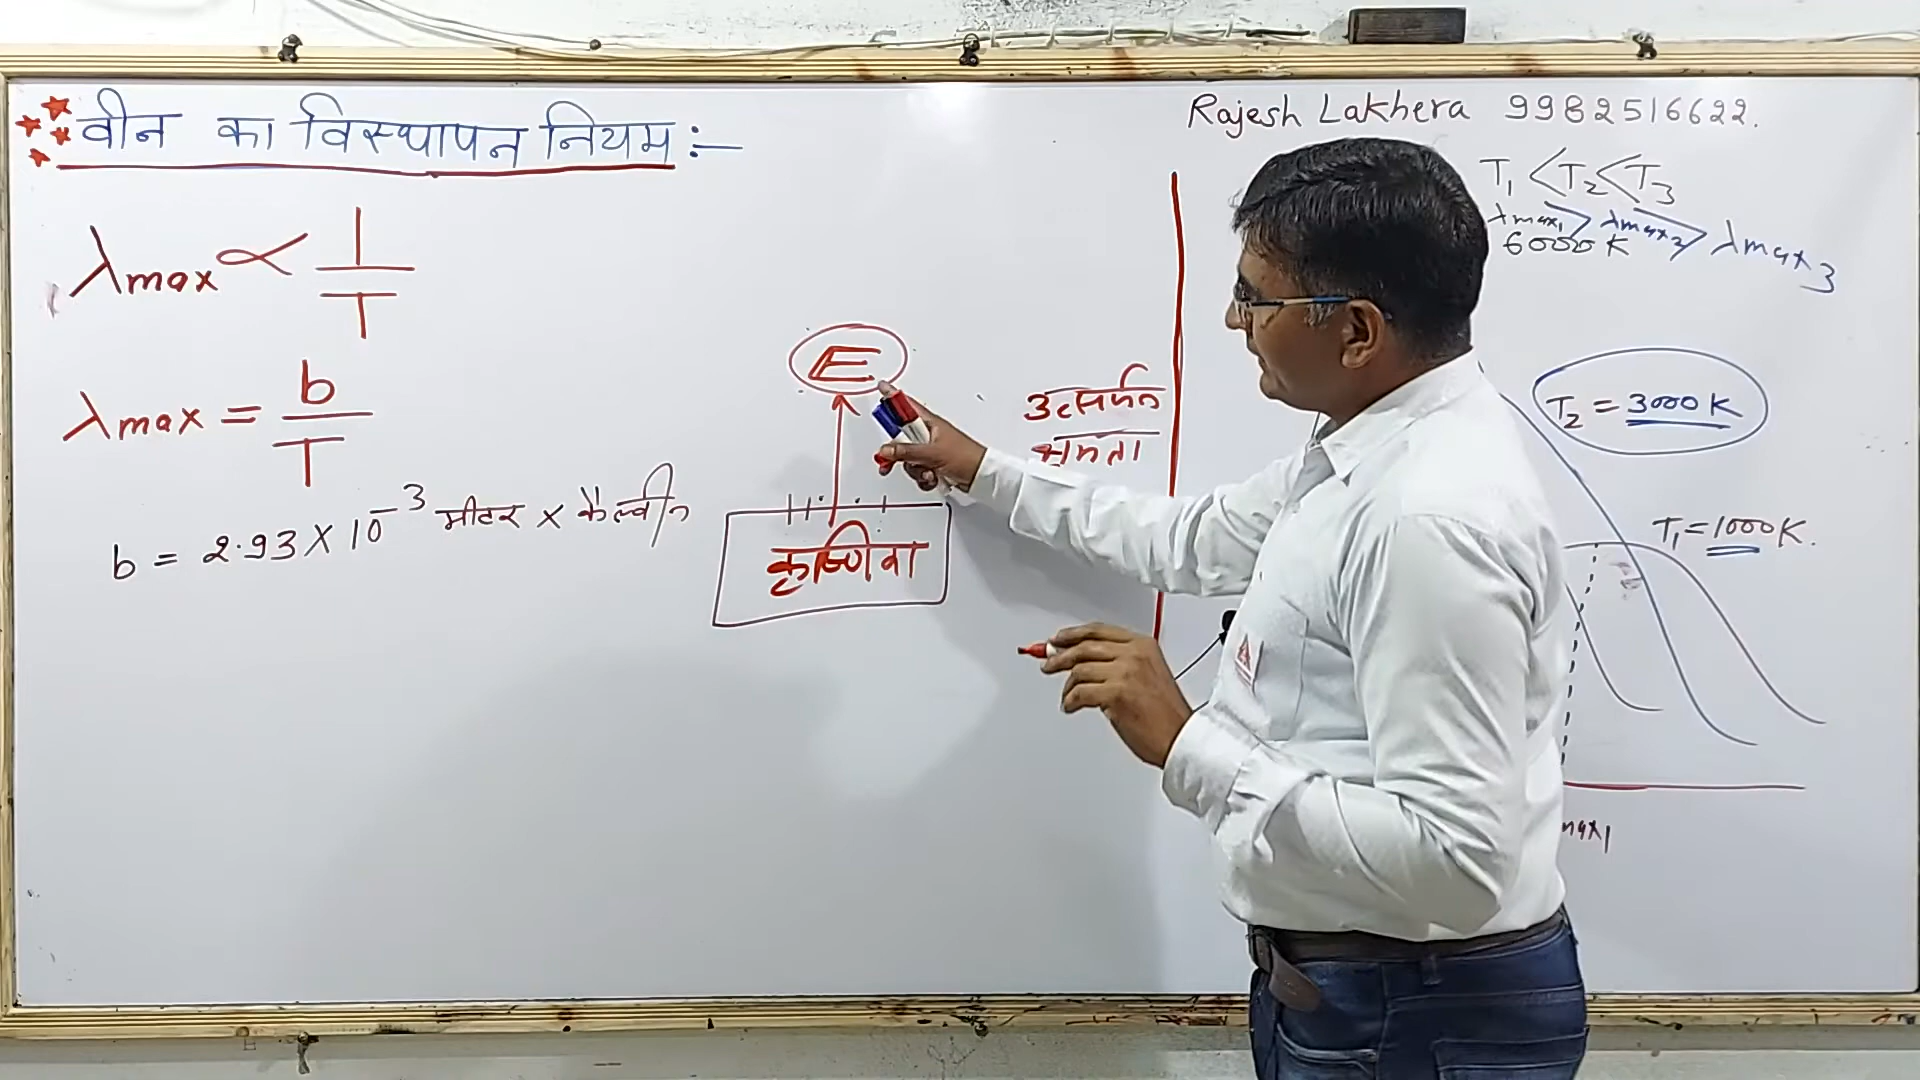 वीन का विस्थापन नियम :-
λmax ∝ 1/T
λmax = b/T
b = 2.93 × 10⁻³ मीटर × केल्वीन
E
कृष्णिका
उत्सर्जन
क्षमता
Rajesh Lakhera 9982516622.
T₁ < T₂ < T₃
λmax₁ > λmax₂ > λmax₃
6000 K
T₂ = 3000 K
T₁ = 1000 K.
max₁